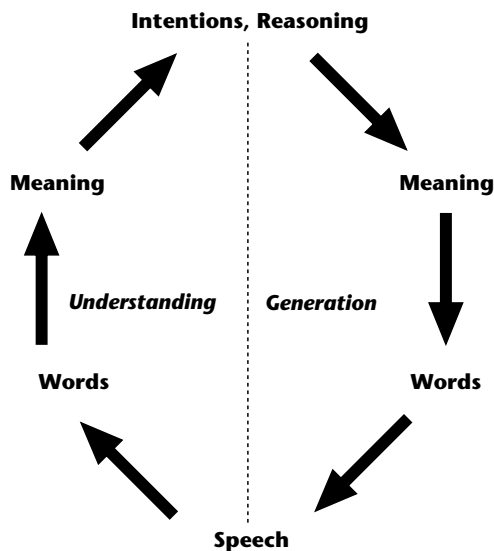 Intentions, Reasoning
Meaning
Meaning
Understanding
Generation
Words
Words
Speech